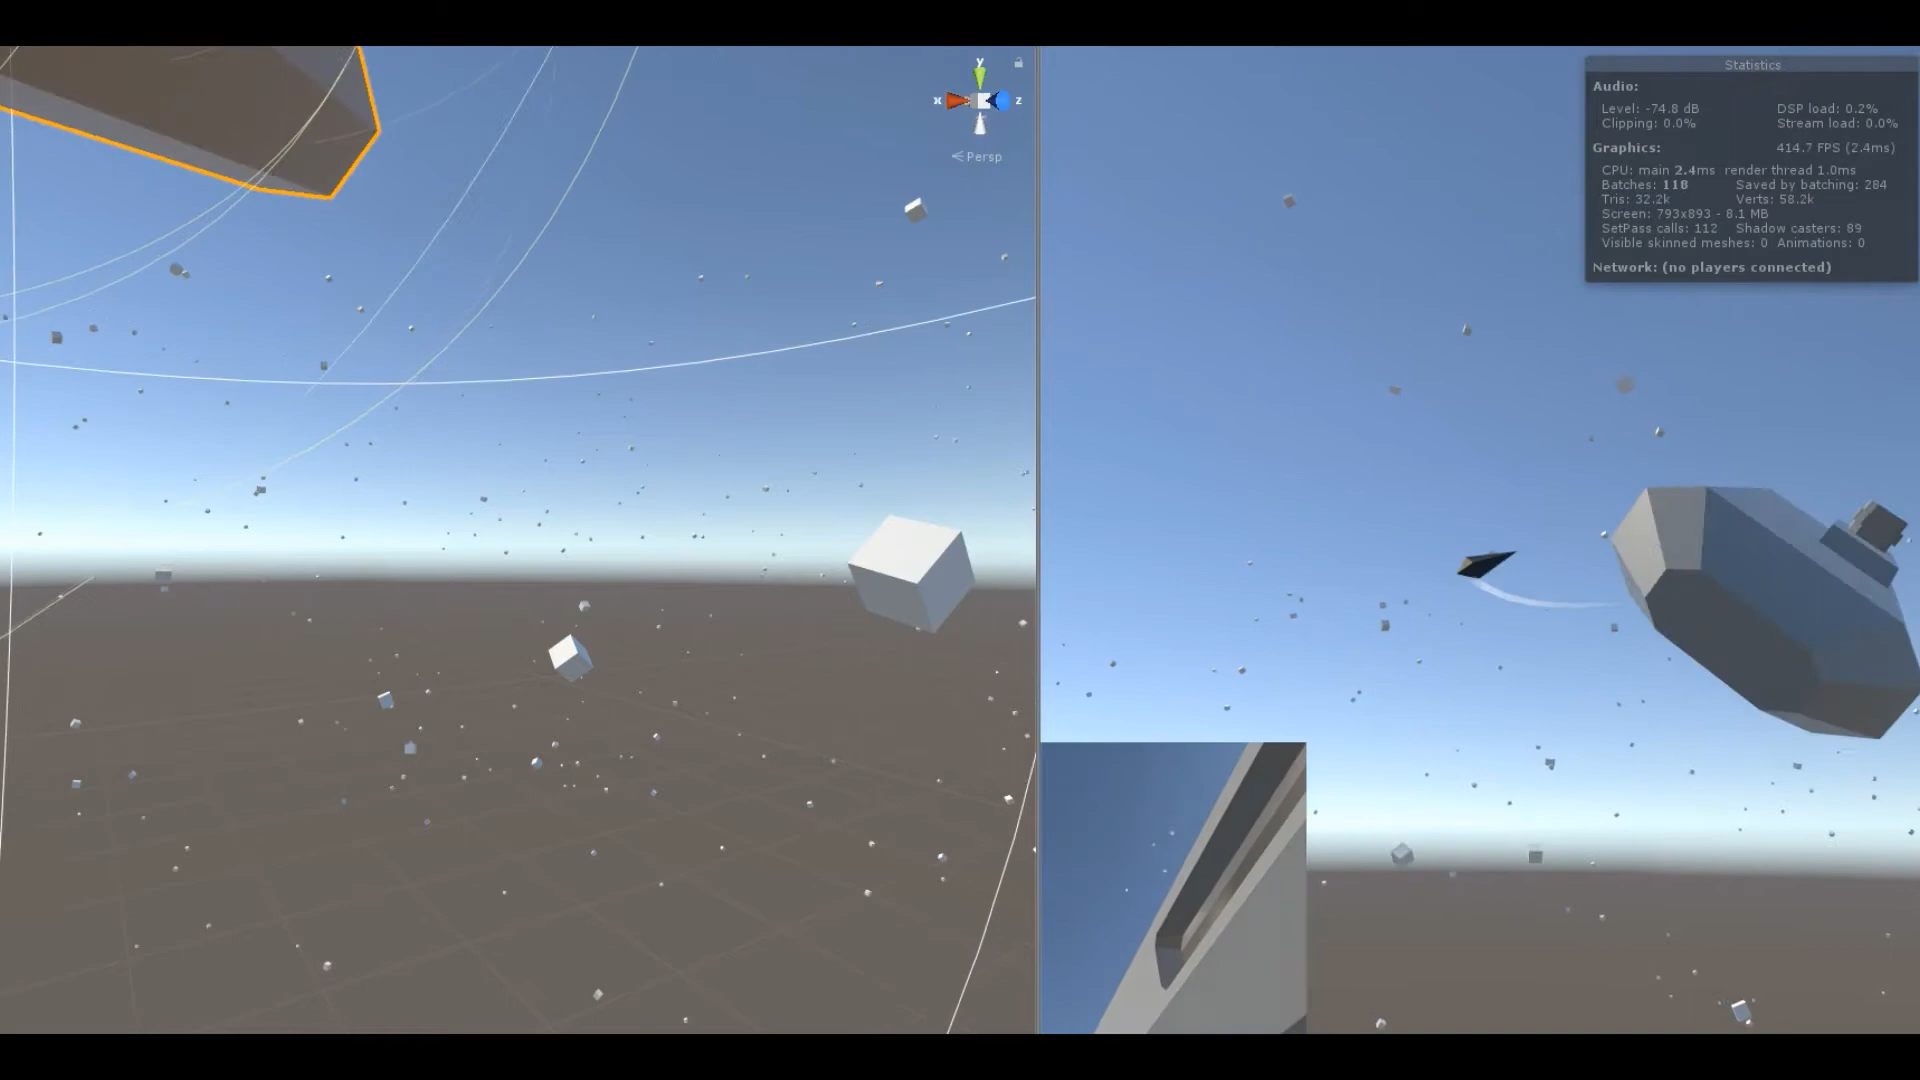 y
x z
Persp
Statistics
Audio:
Level: -74.8 dB DSP load: 0.2%
Clipping: 0.0% Stream load: 0.0%
Graphics: 414.7 FPS (2.4ms)
CPU: main 2.4ms render thread 1.0ms
Batches: 118 Saved by batching: 284
Tris: 32.2k Verts: 58.2k
Screen: 793x893 - 8.1 MB
SetPass calls: 112 Shadow casters: 89
Visible skinned meshes: 0 Animations: 0
Network: (no players connected)